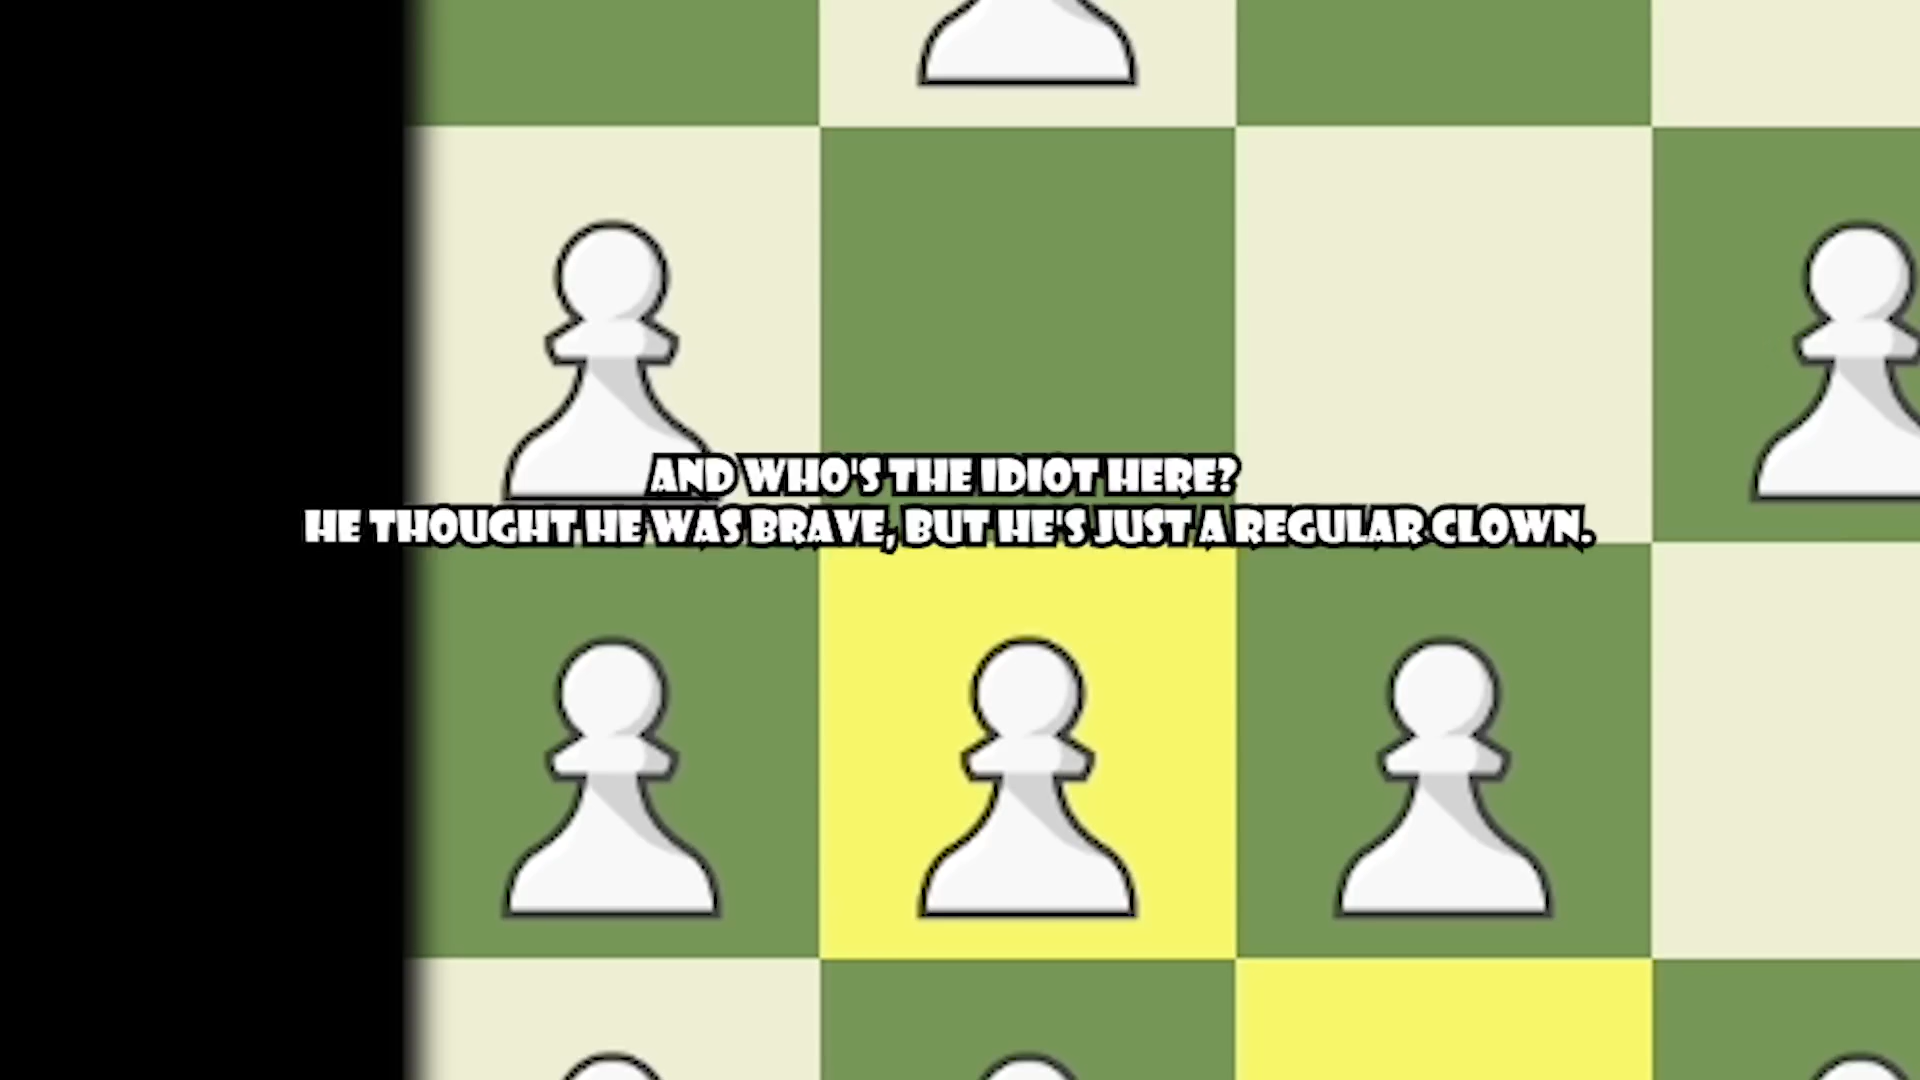 AND WHO'S THE IDIOT HERE?
HE THOUGHT HE WAS BRAVE, BUT HE'S JUST A REGULAR CLOWN.